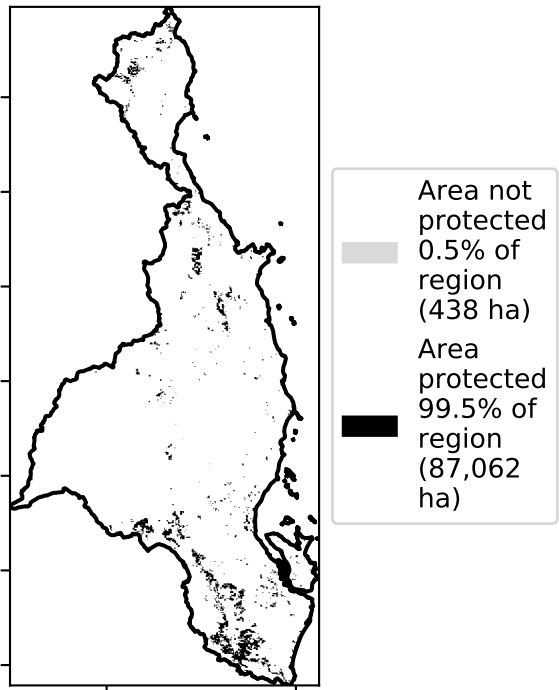 Area not
protected
0.5% of
region
(438 ha)
Area
protected
99.5% of
region
(87,062
ha)